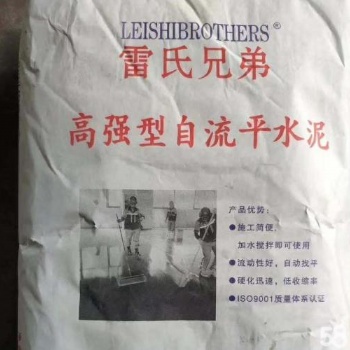 LEISHIBROTHERS®
雷氏兄弟
高强型自流平水泥
产品优势：
●施工简便，
加水搅拌即可使用
●流动性好，自动找平
●硬化迅速，低收缩率
●ISO9001质量体系认证
58